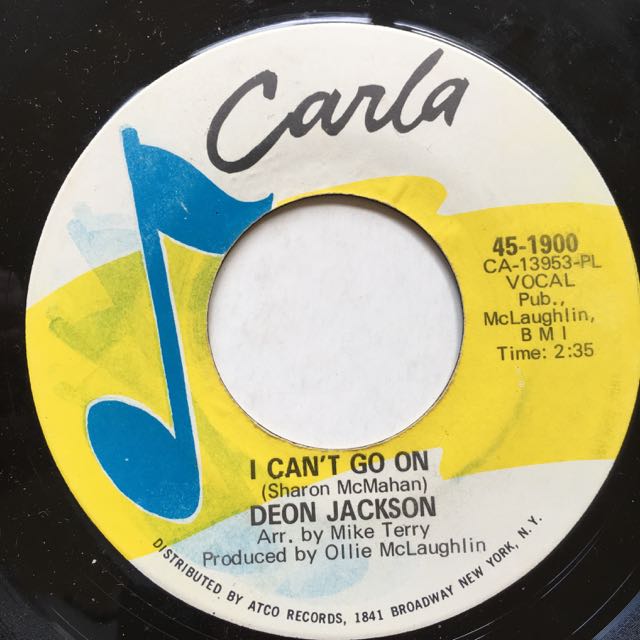 Carla
45-1900
CA-13953-PL
VOCAL
Pub.,
McLaughlin,
B M I
Time: 2:35
I CAN'T GO ON
(Sharon McMahan)
DEON JACKSON
Arr. by Mike Terry
Produced by Ollie McLaughlin
DISTRIBUTED BY ATCO RECORDS, 1841 BROADWAY NEW YORK, N.Y.